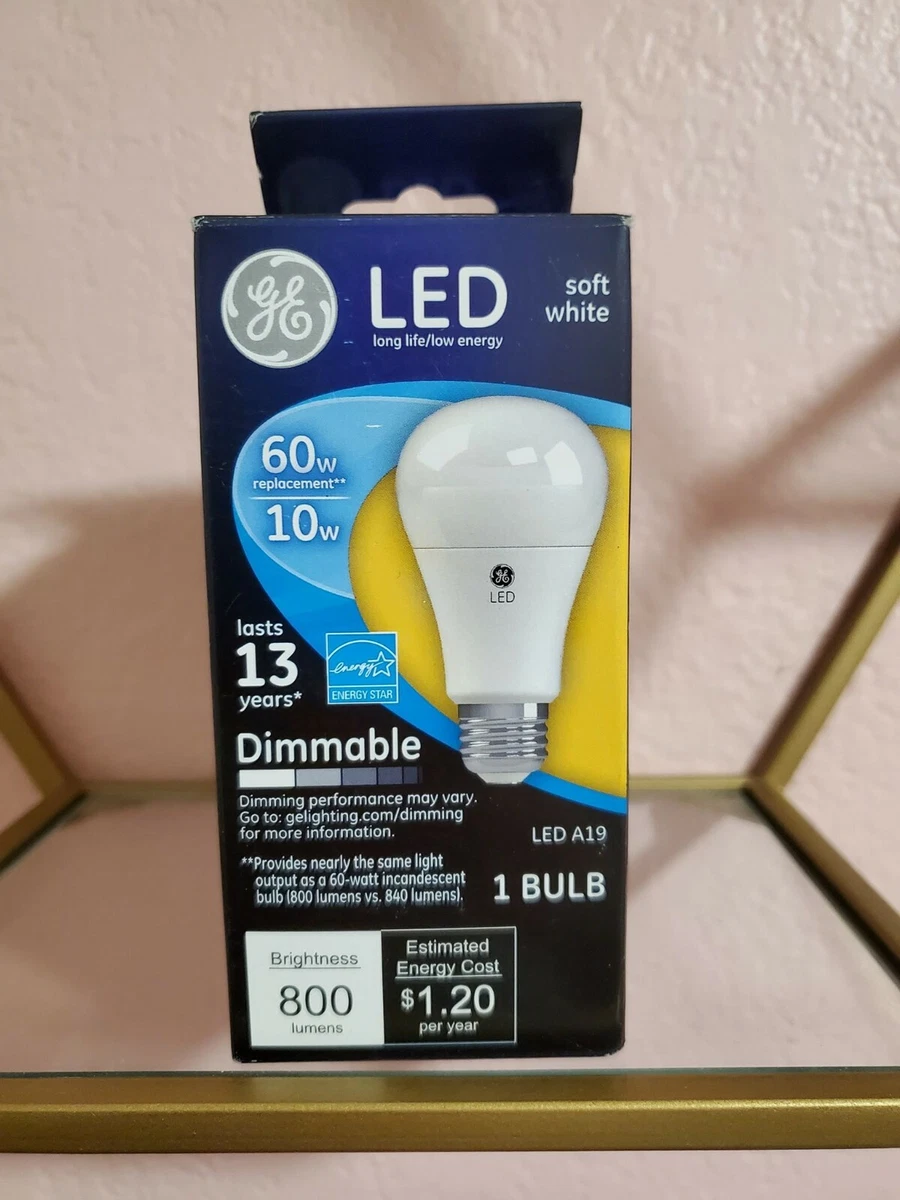 GE
LED
long life/low energy
soft
white
60w
replacement**
10w
GE
LED
lasts
13
years*
energy
ENERGY STAR
Dimmable
Dimming performance may vary.
Go to: gelighting.com/dimming
for more information.
LED A19
**Provides nearly the same light
output as a 60-watt incandescent
bulb (800 lumens vs. 840 lumens).
1 BULB
Brightness
800
lumens
Estimated
Energy Cost
$1.20
per year